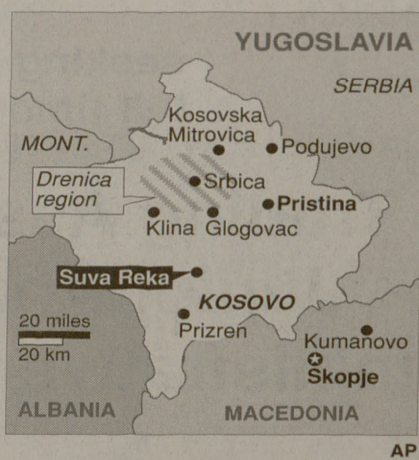 YUGOSLAVIA
SERBIA
Kosovska
Mitrovica
MONT.
Podujevo
Drenica
region
Srbica
Pristina
Klina
Glogovac
Suva Reka
KOSOVO
20 miles
20 km
Prizren
Kumanovo
Skopje
ALBANIA
MACEDONIA
AP